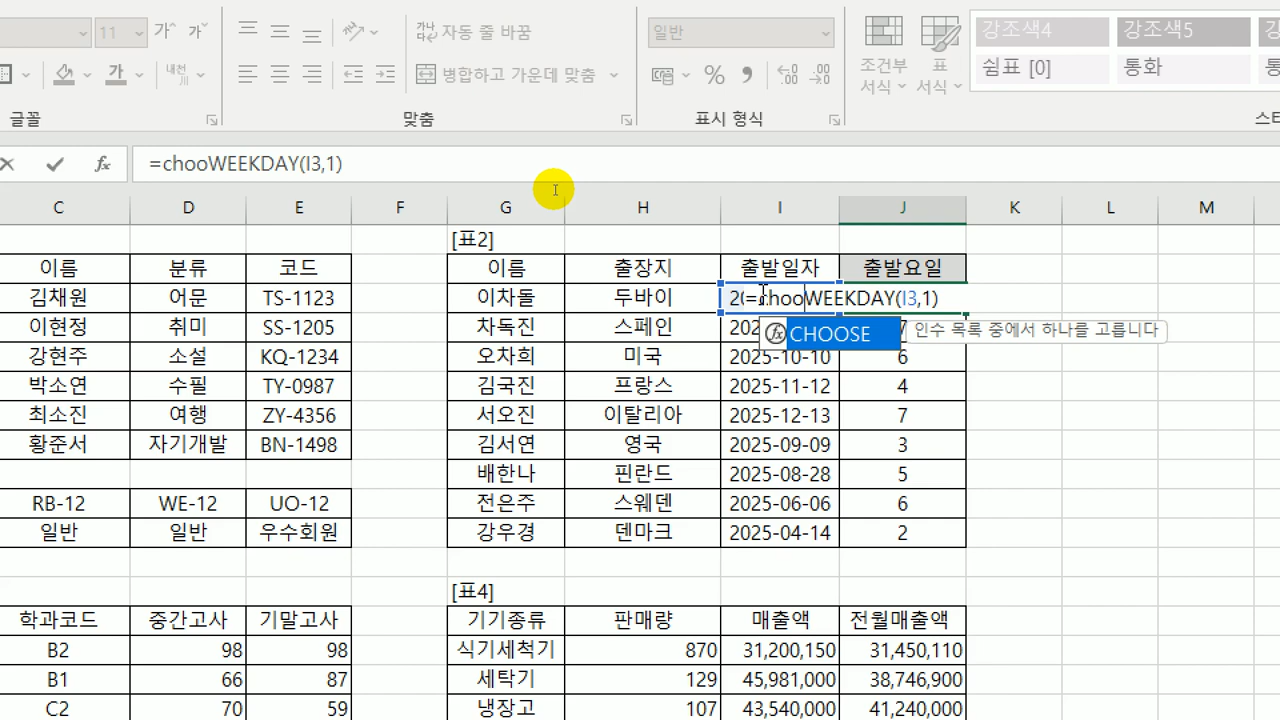 11 가^ 가ˇ 가나다라 자동 줄 바꿈 일반 강조색4 강조색5
가 내천 병합하고 가운데 맞춤 % 조건부 서식 표 서식 쉼표 [0] 통화
글꼴 맞춤 표시 형식
fx =chooWEEKDAY(I3,1)
C D E F G H I J K L M
[표2]
이름 분류 코드 이름 출장지 출발일자 출발요일
김채원 어문 TS-1123 이차돌 두바이 =chooWEEKDAY(I3,1)
이현정 취미 SS-1205 차독진 스페인 7
CHOOSE 인수 목록 중에서 하나를 고릅니다
강현주 소설 KQ-1234 오차희 미국 2025-10-10 6
박소연 수필 TY-0987 김국진 프랑스 2025-11-12 4
최소진 여행 ZY-4356 서오진 이탈리아 2025-12-13 7
황준서 자기개발 BN-1498 김서연 영국 2025-09-09 3
배한나 핀란드 2025-08-28 5
RB-12 WE-12 UO-12 전은주 스웨덴 2025-06-06 6
일반 일반 우수회원 강우경 덴마크 2025-04-14 2
[표4]
학과코드 중간고사 기말고사 기기종류 판매량 매출액 전월매출액
B2 98 98 식기세척기 870 31,200,150 31,450,110
B1 66 87 세탁기 129 45,981,000 38,746,900
C2 70 59 냉장고 107 43,540,000 41,240,000